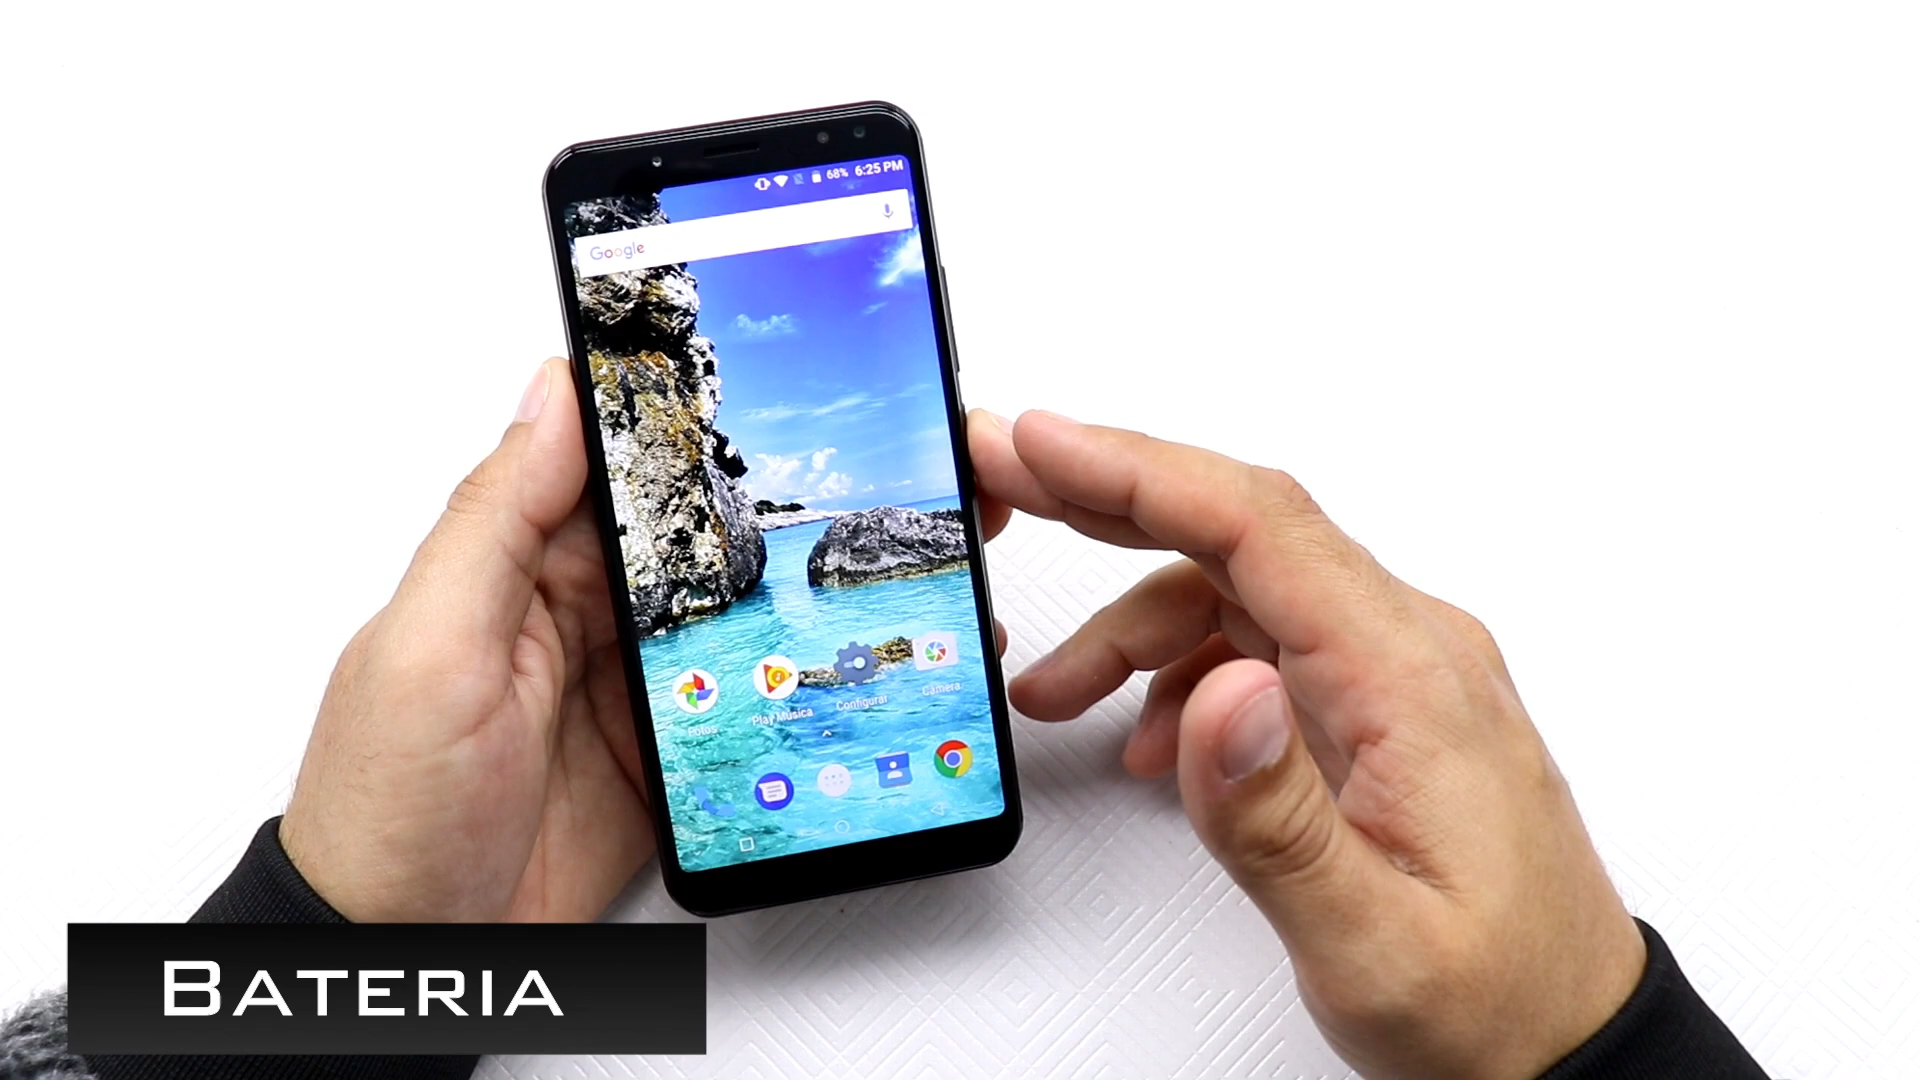 68% 6:25 PM
Google
Fotos
Play Música
Configurar
Câmera
BATERIA